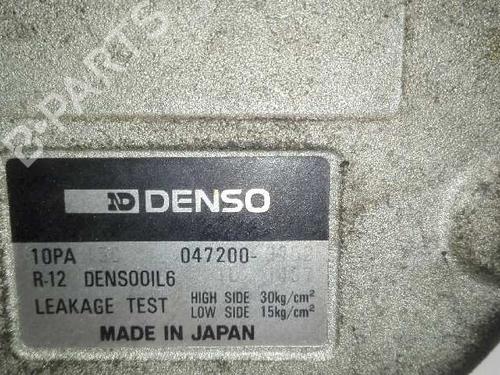 B-PARTS
ND DENSO
10PA 047200-
R-12 DENSOOIL6
LEAKAGE TEST HIGH SIDE 30kg/cm²
LOW SIDE 15kg/cm²
MADE IN JAPAN